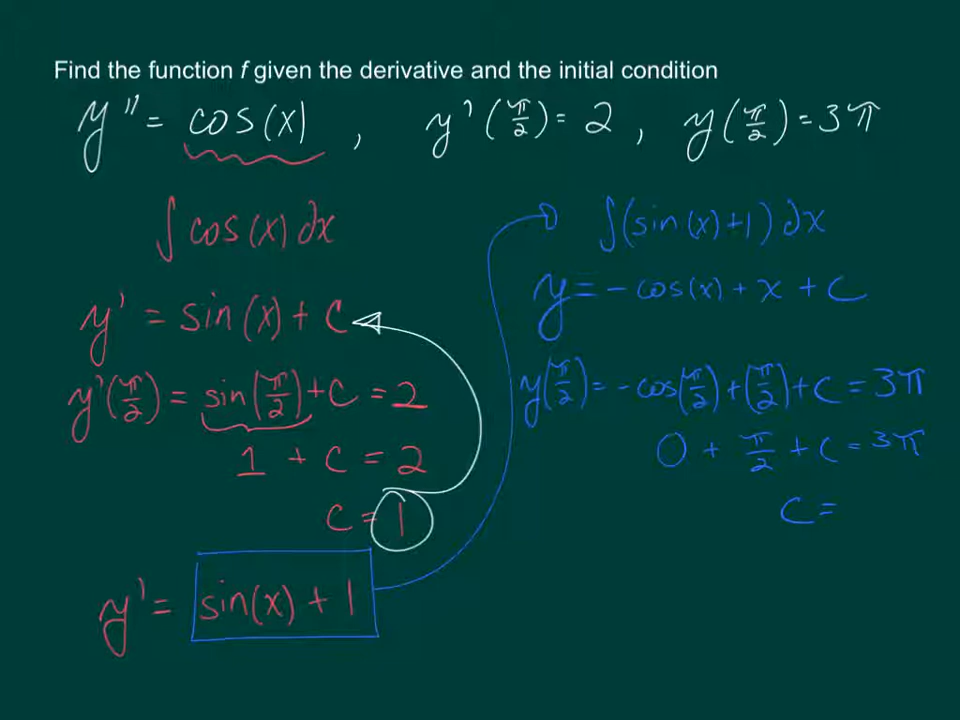 Find the function f given the derivative and the initial condition
y'' = cos(x) , y'(π/2) = 2 , y(π/2) = 3π
∫ cos(x) dx
y' = sin(x) + C
y'(π/2) = sin(π/2) + C = 2
1 + C = 2
C = 1
y' = sin(x) + 1
∫ (sin(x) + 1) dx
y = - cos(x) + x + C
y(π/2) = - cos(π/2) + (π/2) + C = 3π
0 + π/2 + C = 3π
C =